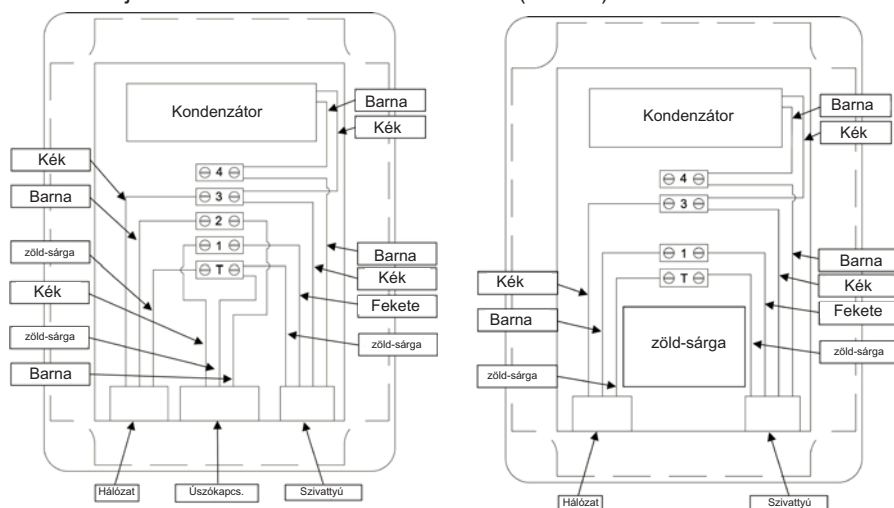 Kondenzátor
Barna
Kék
Kék
Barna
zöld-sárga
Kék
zöld-sárga
Barna
4
3
2
1
T
Barna
Kék
Fekete
zöld-sárga
Hálózat
Úszókapcs.
Szivattyú
Kondenzátor
Barna
Kék
4
3
1
T
Kék
Barna
zöld-sárga
zöld-sárga
Barna
Kék
Fekete
zöld-sárga
Hálózat
Szivattyú